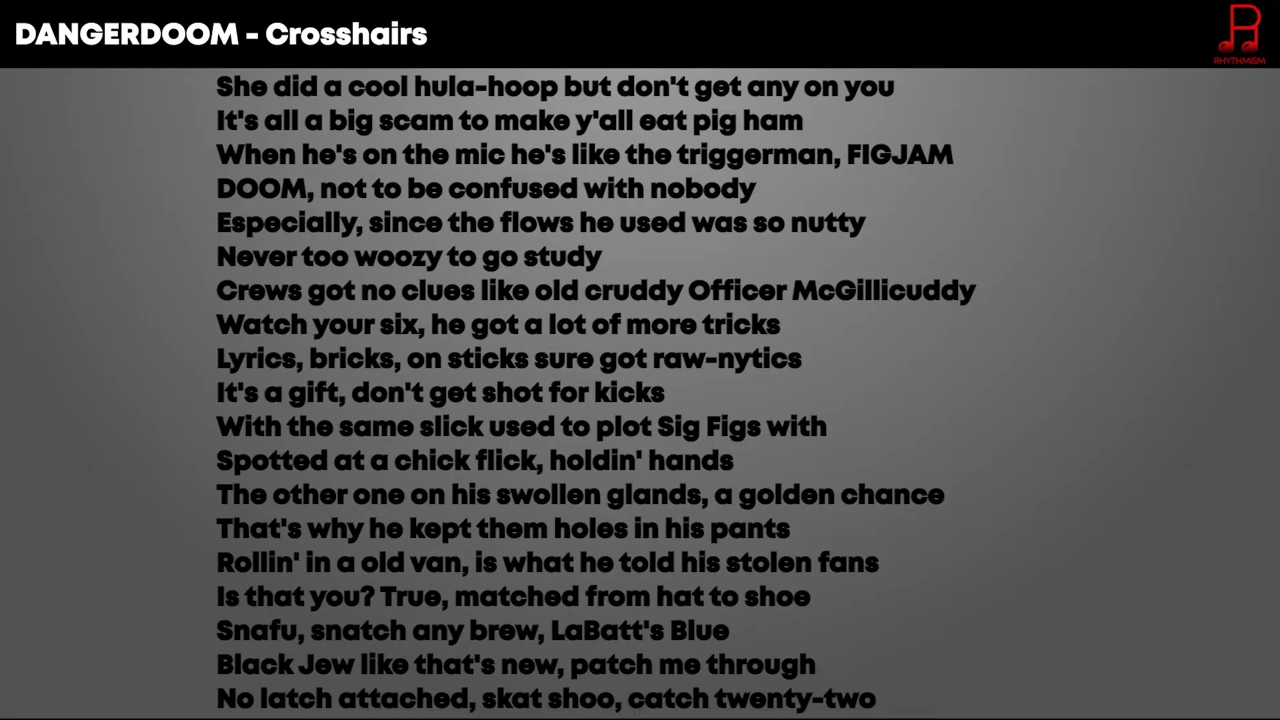 DANGERDOOM - Crosshairs
RHYTHMISM
She did a cool hula-hoop but don't get any on you
It's all a big scam to make y'all eat pig ham
When he's on the mic he's like the triggerman, FIGJAM
DOOM, not to be confused with nobody
Especially, since the flows he used was so nutty
Never too woozy to go study
Crews got no clues like old cruddy Officer McGillicuddy
Watch your six, he got a lot of more tricks
Lyrics, bricks, on sticks sure got raw-nytics
It's a gift, don't get shot for kicks
With the same slick used to plot Sig Figs with
Spotted at a chick flick, holdin' hands
The other one on his swollen glands, a golden chance
That's why he kept them holes in his pants
Rollin' in a old van, is what he told his stolen fans
Is that you? True, matched from hat to shoe
Snafu, snatch any brew, LaBatt's Blue
Black Jew like that's new, patch me through
No latch attached, skat shoo, catch twenty-two